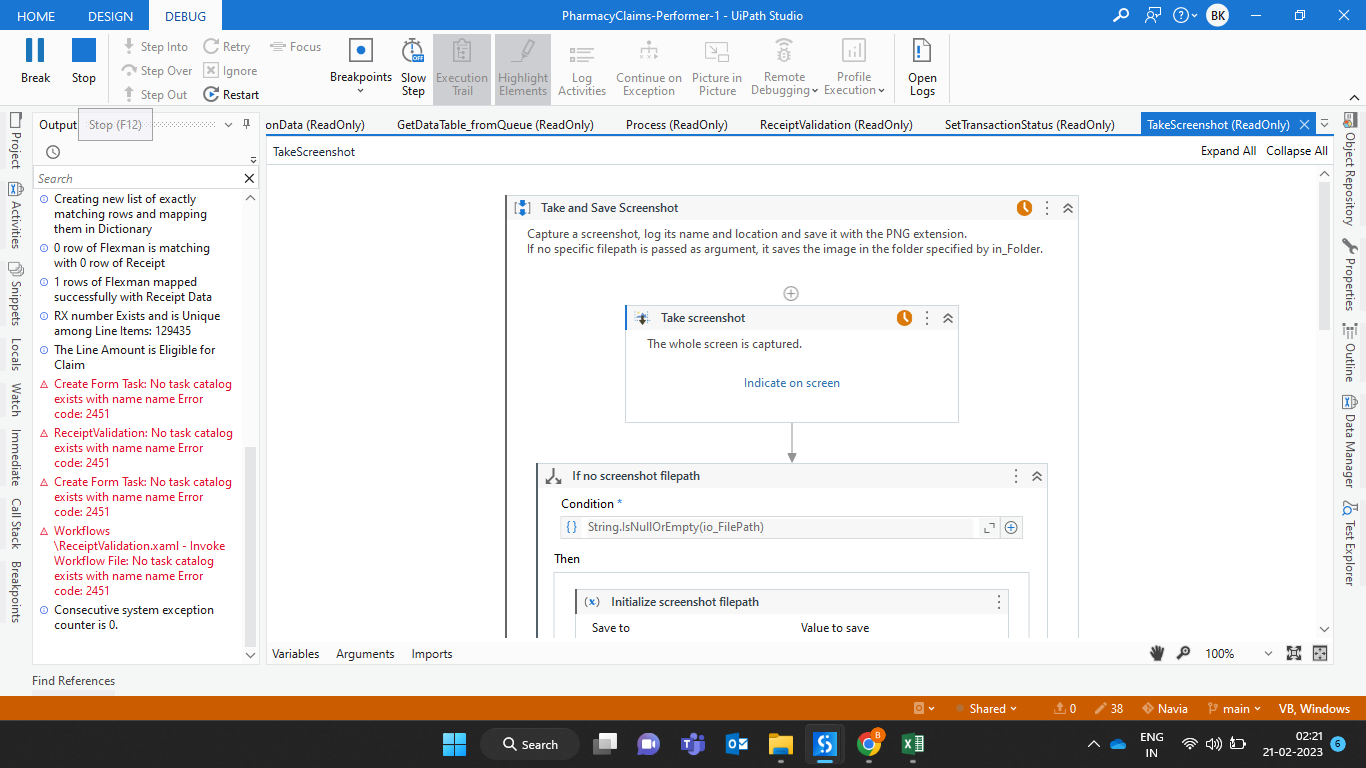 HOME DESIGN DEBUG PharmacyClaims-Performer-1 - UiPath Studio BK
Break
Stop
Step Into
Step Over
Step Out
Retry
Ignore
Restart
Focus
Breakpoints
Slow
Step
Execution
Trail
Highlight
Elements
Log
Activities
Continue on
Exception
Picture in
Picture
Remote
Debugging
Profile
Execution
Open
Logs
Project
Activities
Snippets
Locals
Watch
Immediate
Call Stack
Breakpoints
Output
Stop (F12)
Search
Creating new list of exactly
matching rows and mapping
them in Dictionary
0 row of Flexman is matching
with 0 row of Receipt
1 rows of Flexman mapped
successfully with Receipt Data
RX number Exists and is Unique
among Line Items: 129435
The Line Amount is Eligible for
Claim
Create Form Task: No task catalog
exists with name name Error
code: 2451
ReceiptValidation: No task catalog
exists with name name Error
code: 2451
Create Form Task: No task catalog
exists with name name Error
code: 2451
Workflows
\ReceiptValidation.xaml - Invoke
Workflow File: No task catalog
exists with name name Error
code: 2451
Consecutive system exception
counter is 0.
onData (ReadOnly) GetDataTable_fromQueue (ReadOnly) Process (ReadOnly) ReceiptValidation (ReadOnly) SetTransactionStatus (ReadOnly) TakeScreenshot (ReadOnly)
TakeScreenshot Expand All Collapse All
Take and Save Screenshot
Capture a screenshot, log its name and location and save it with the PNG extension.
If no specific filepath is passed as argument, it saves the image in the folder specified by in_Folder.
Take screenshot
The whole screen is captured.
Indicate on screen
If no screenshot filepath
Condition *
String.IsNullOrEmpty(io_FilePath)
Then
Initialize screenshot filepath
Save to Value to save
Variables Arguments Imports 100%
Object Repository
Properties
Outline
Data Manager
Test Explorer
Find References
Shared 0 38 Navia main VB, Windows
Search
B
ENG
IN
02:21
21-02-2023
6